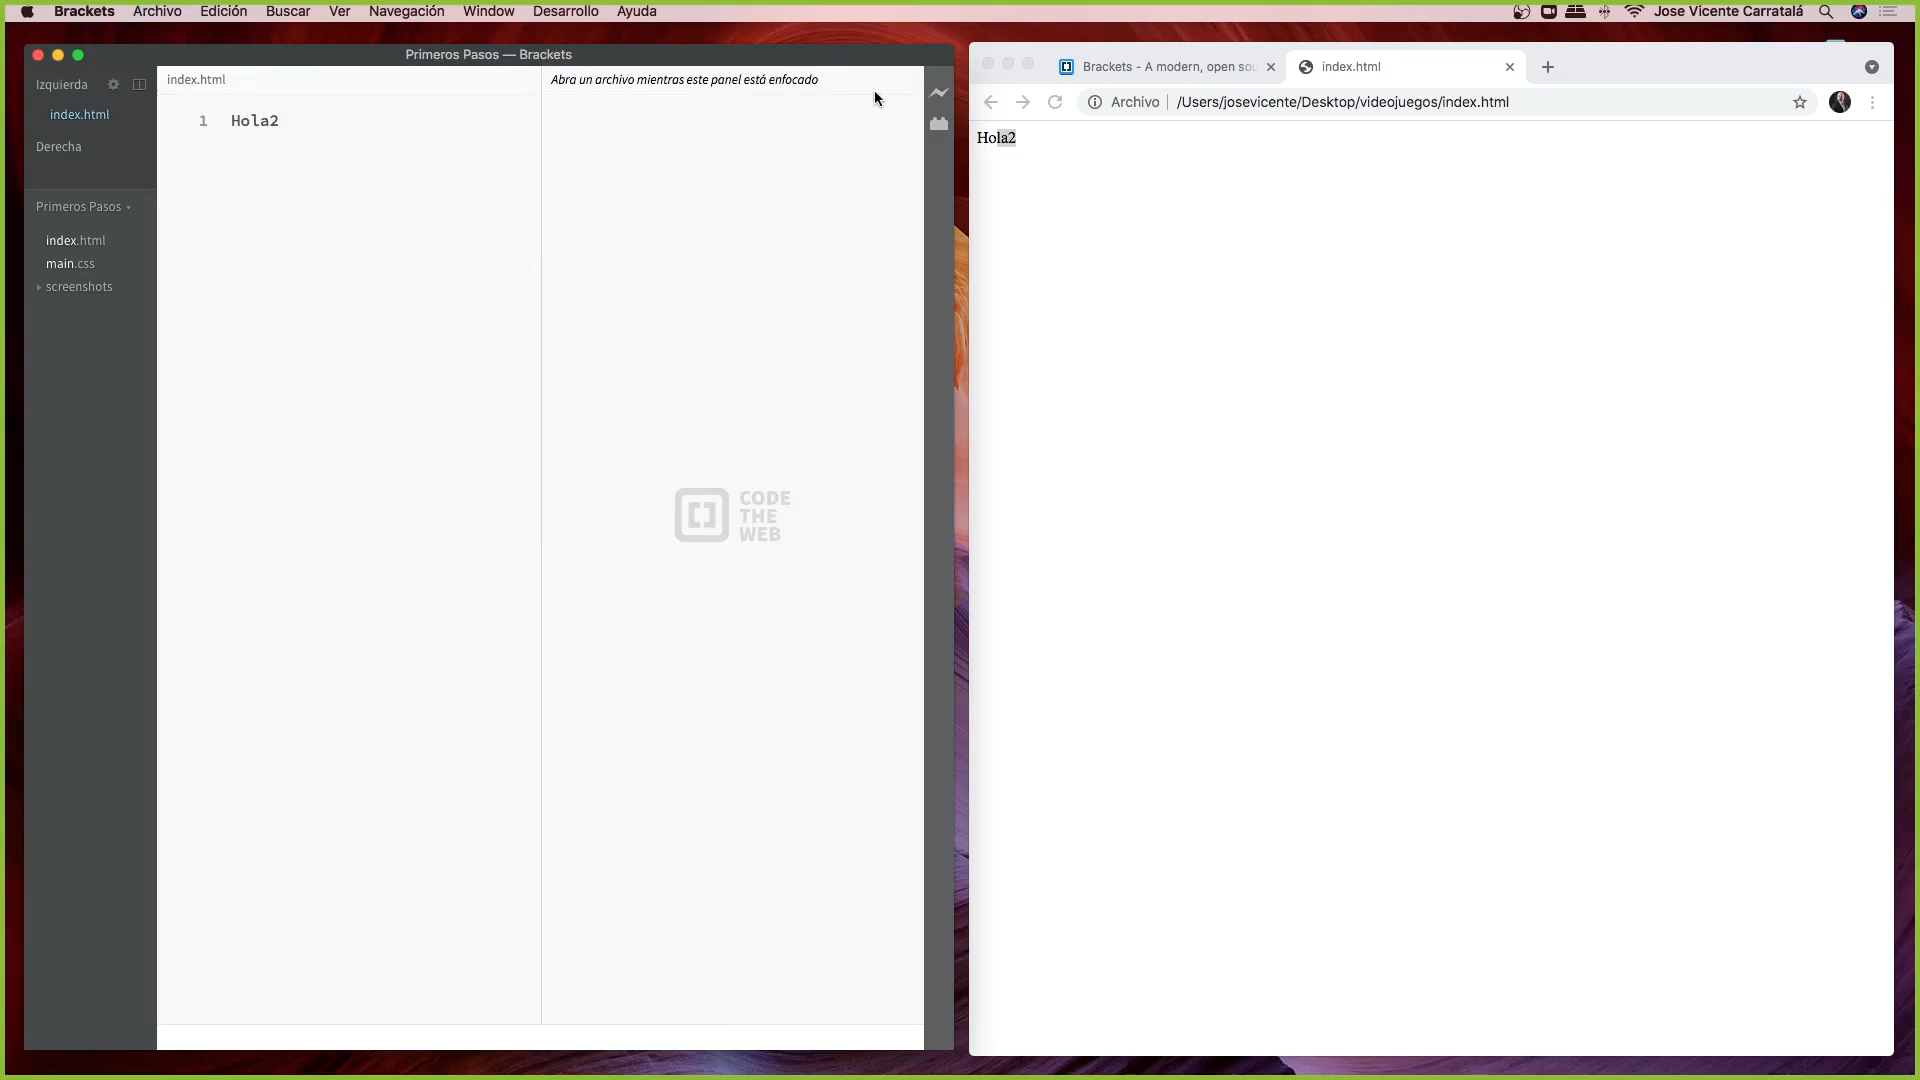 Brackets Archivo Edición Buscar Ver Navegación Window Desarrollo Ayuda
Jose Vicente Carratalá
Primeros Pasos — Brackets
Izquierda
index.html
Derecha
Primeros Pasos
index.html
main.css
screenshots
index.html
1 Hola2
Abra un archivo mientras este panel está enfocado
CODE
THE
WEB
Brackets - A modern, open sou
index.html
Archivo /Users/josevicente/Desktop/videojuegos/index.html
Hola2